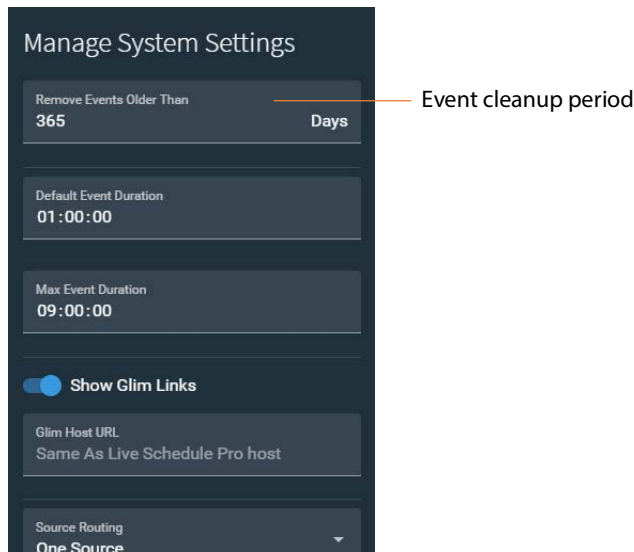 Manage System Settings
Remove Events Older Than
365 Days
Event cleanup period
Default Event Duration
01:00:00
Max Event Duration
09:00:00
Show Glim Links
Glim Host URL
Same As Live Schedule Pro host
Source Routing
One Source